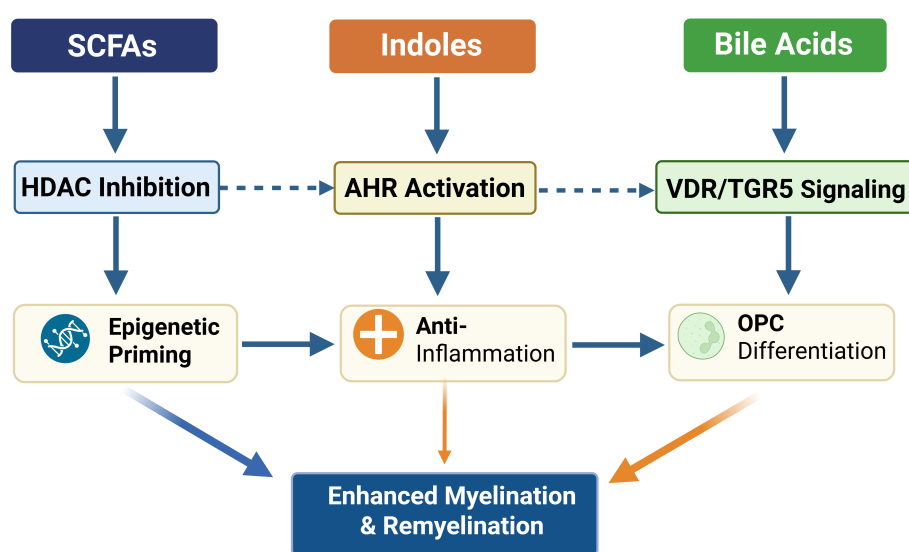 SCFAs
Indoles
Bile Acids
HDAC Inhibition
AHR Activation
VDR/TGR5 Signaling
Epigenetic
Priming
Anti-
Inflammation
OPC
Differentiation
Enhanced Myelination
& Remyelination